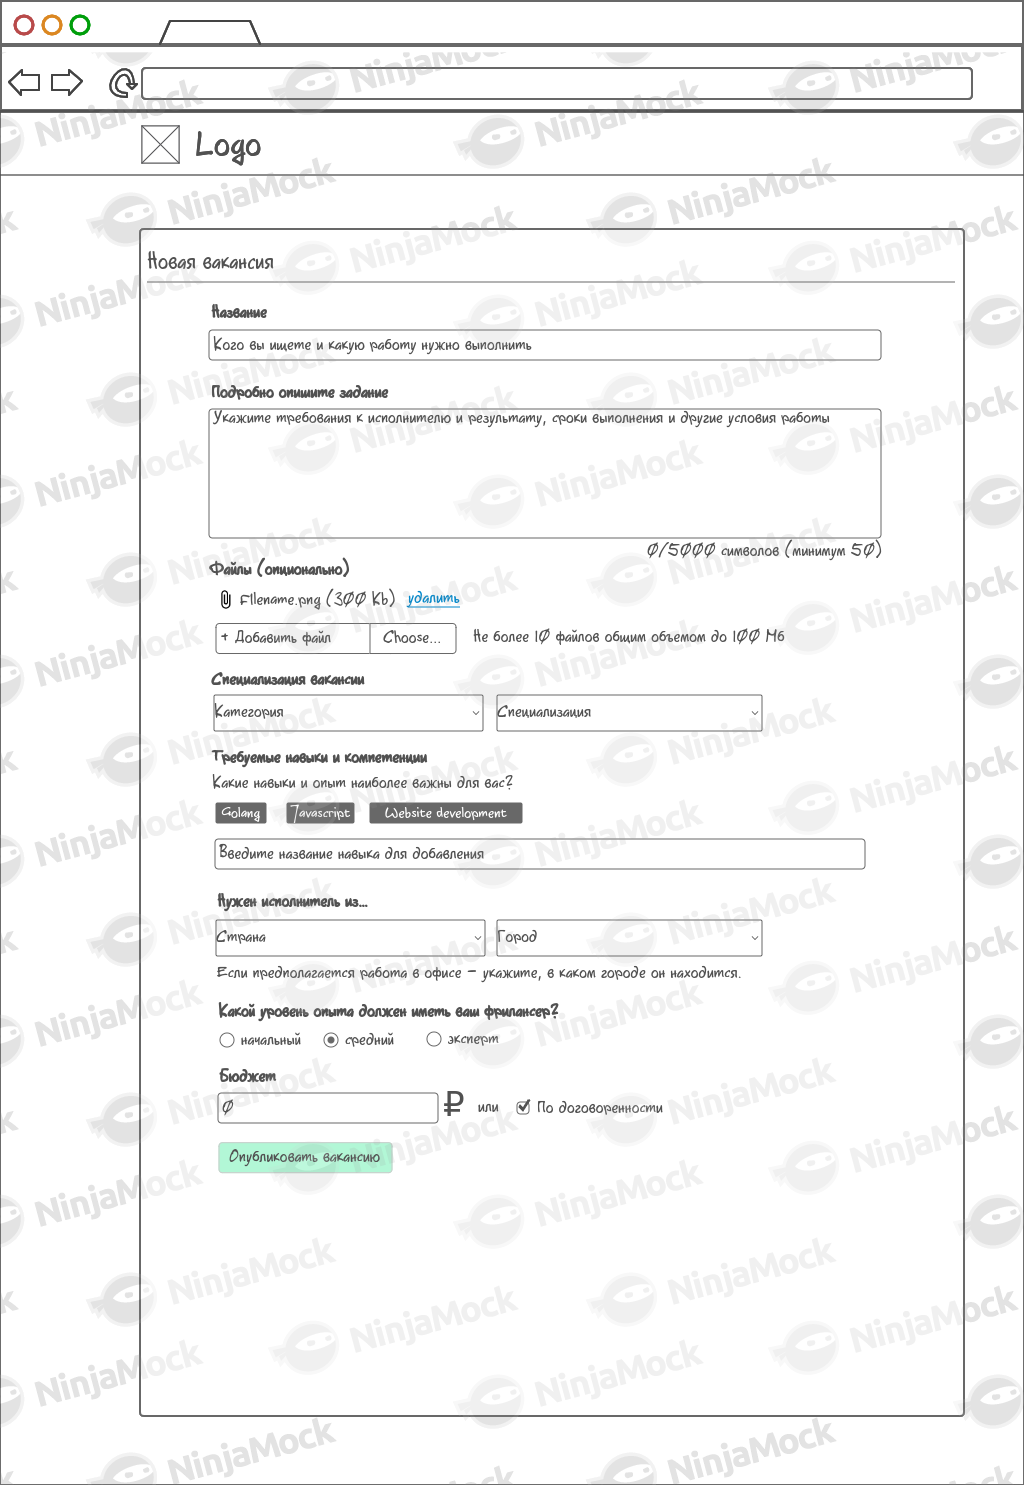 Logo
Новая вакансия
Название
Кого вы ищете и какую работу нужно выполнить
Подробно опишите задание
Укажите требования к исполнителю и результату, сроки выполнения и другие условия работы
0/5000 символов (минимум 50)
Файлы (опционально)
FIlename.png (300 Kb) удалить
+ Добавить файл Choose... Не более 10 файлов общим объемом до 100 Мб
Специализация вакансии
Категория Специализация
Требуемые навыки и компетенции
Какие навыки и опыт наиболее важны для вас?
Golang Javascript Website development
Введите название навыка для добавления
Нужен исполнитель из...
Страна Город
Если предполагается работа в офисе - укажите, в каком городе он находится.
Какой уровень опыта должен иметь ваш фрилансер?
начальный средний эксперт
Бюджет
0 ₽ или По договоренности
Опубликовать вакансию
NinjaMock